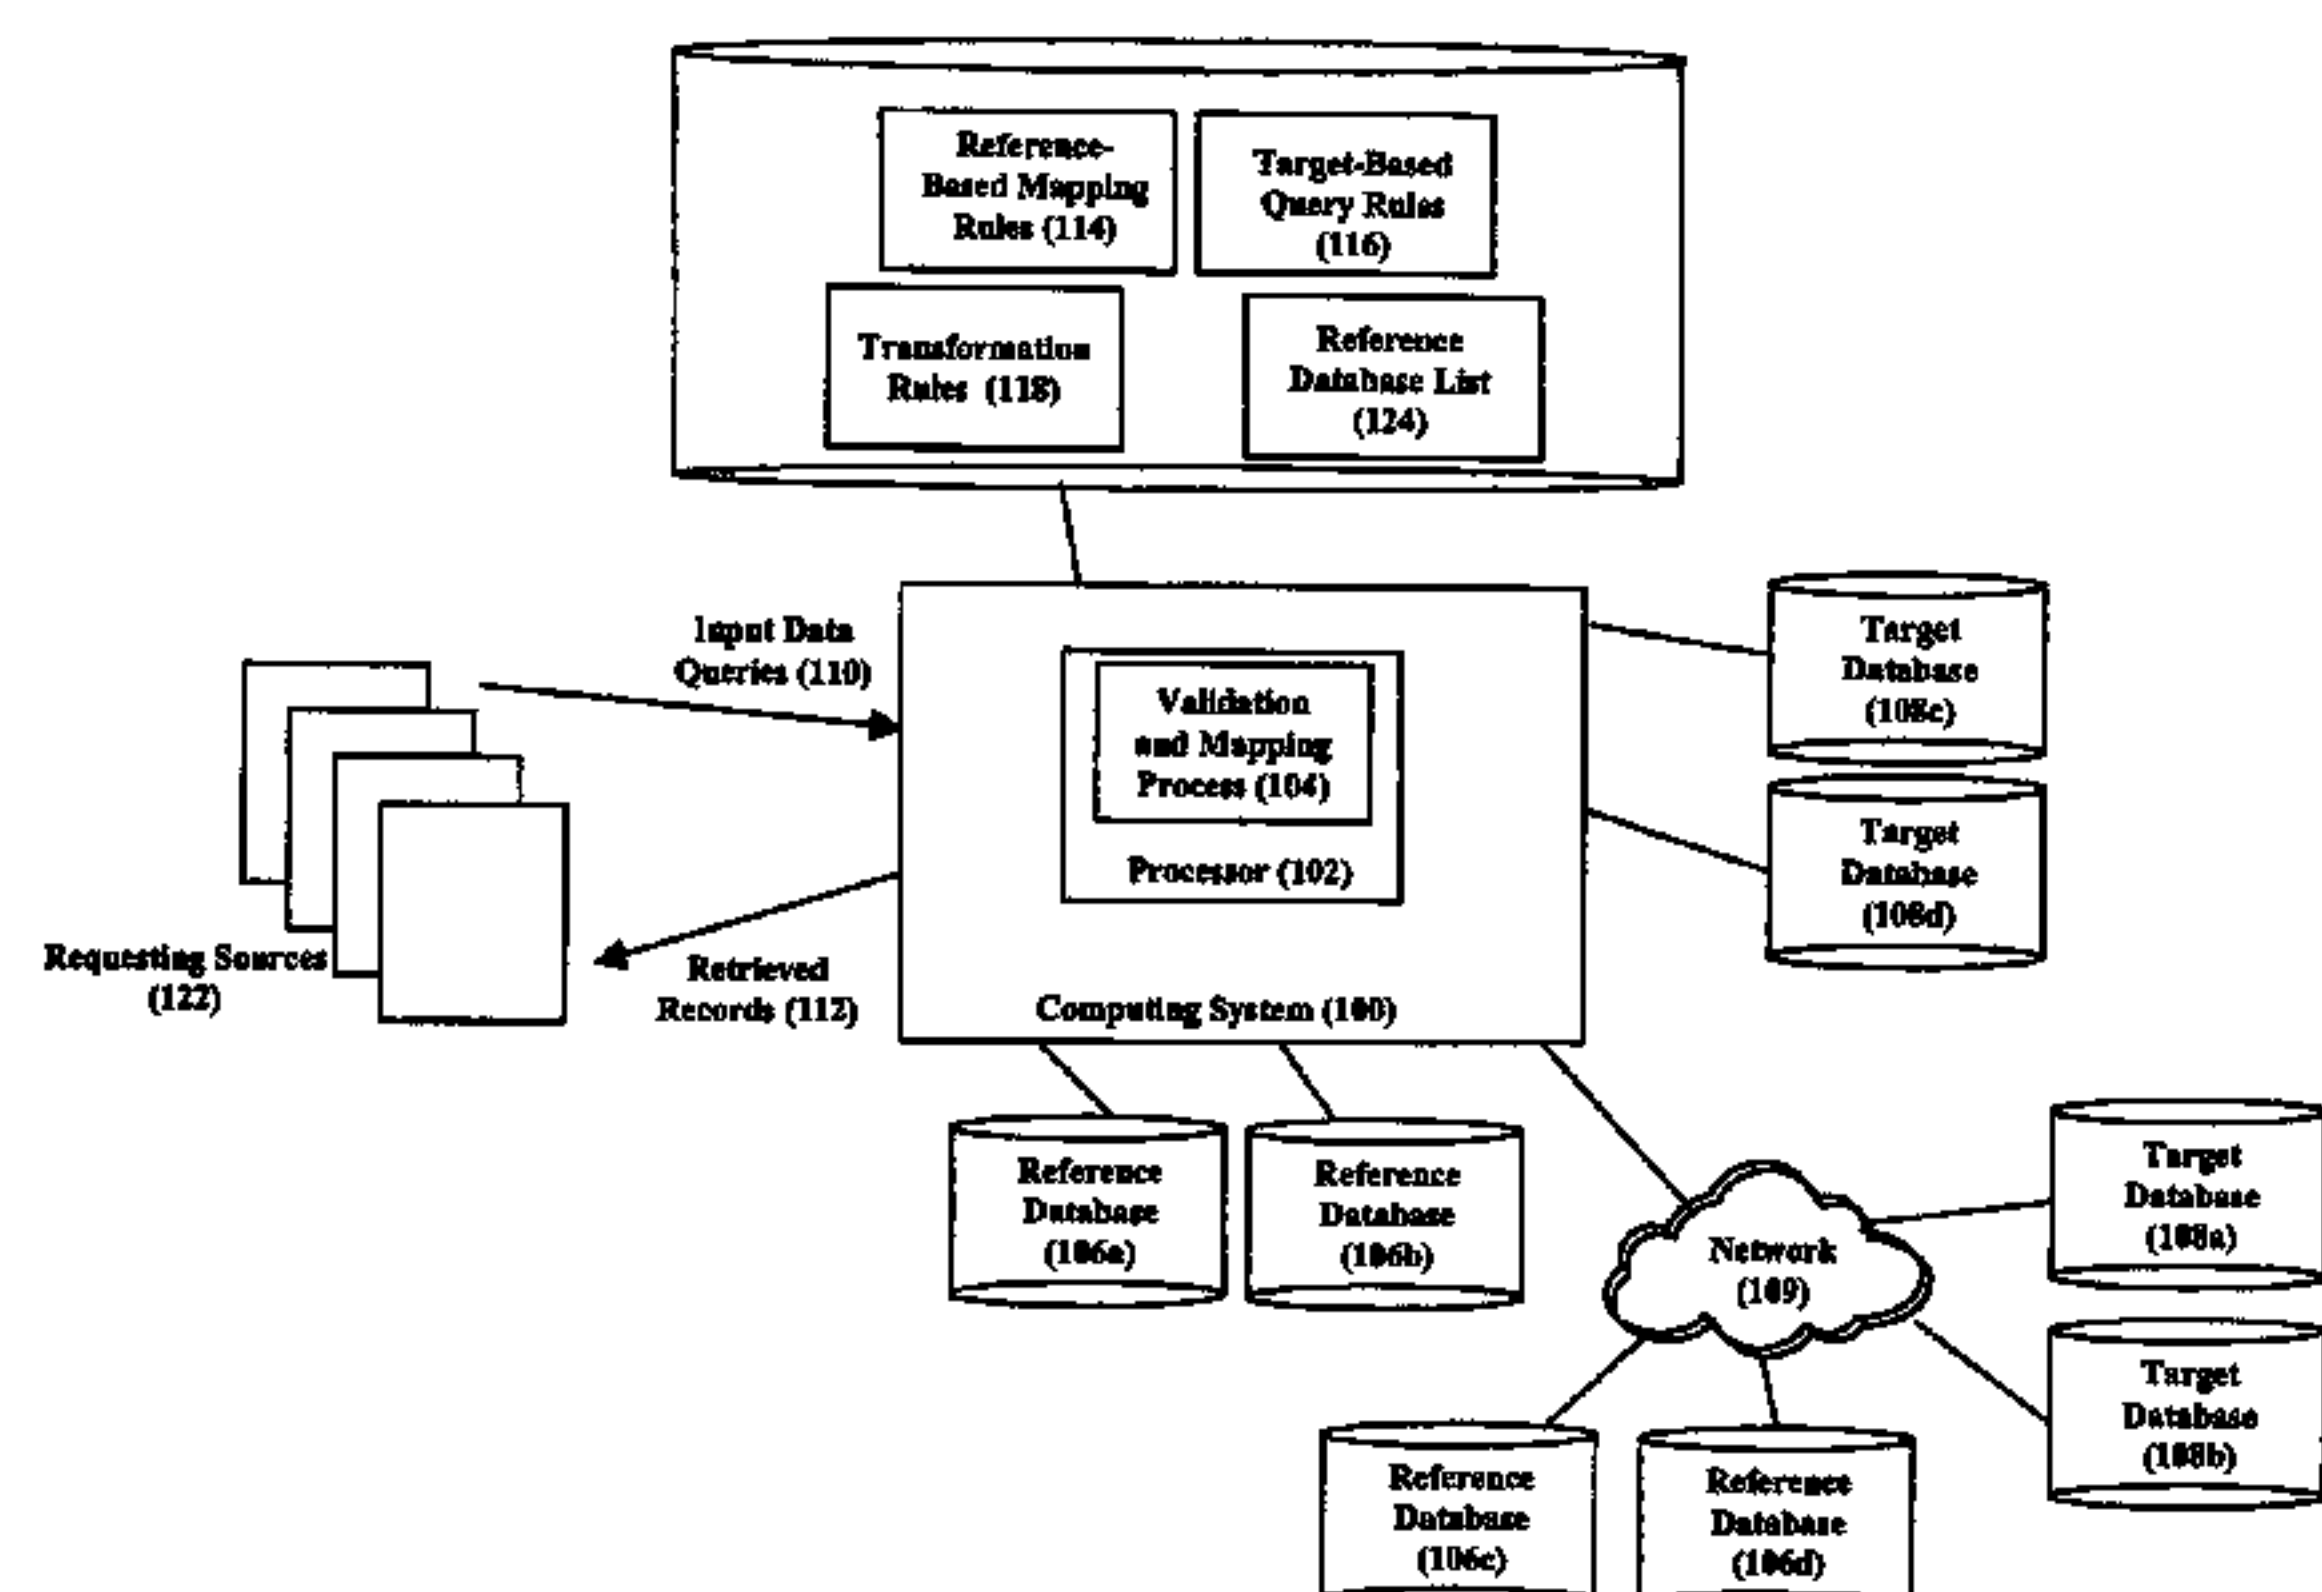 Reference-
Based Mapping
Rules (114)
Target-Based
Query Rules
(116)
Transformation
Rules (118)
Reference
Database List
(124)
Input Data
Queries (110)
Validation
and Mapping
Process (104)
Processor (102)
Computing System (100)
Requesting Sources
(122)
Retrieved
Records (112)
Target
Database
(108c)
Target
Database
(108d)
Reference
Database
(106a)
Reference
Database
(106b)
Network
(109)
Target
Database
(108a)
Target
Database
(108b)
Reference
Database
(106c)
Reference
Database
(106d)